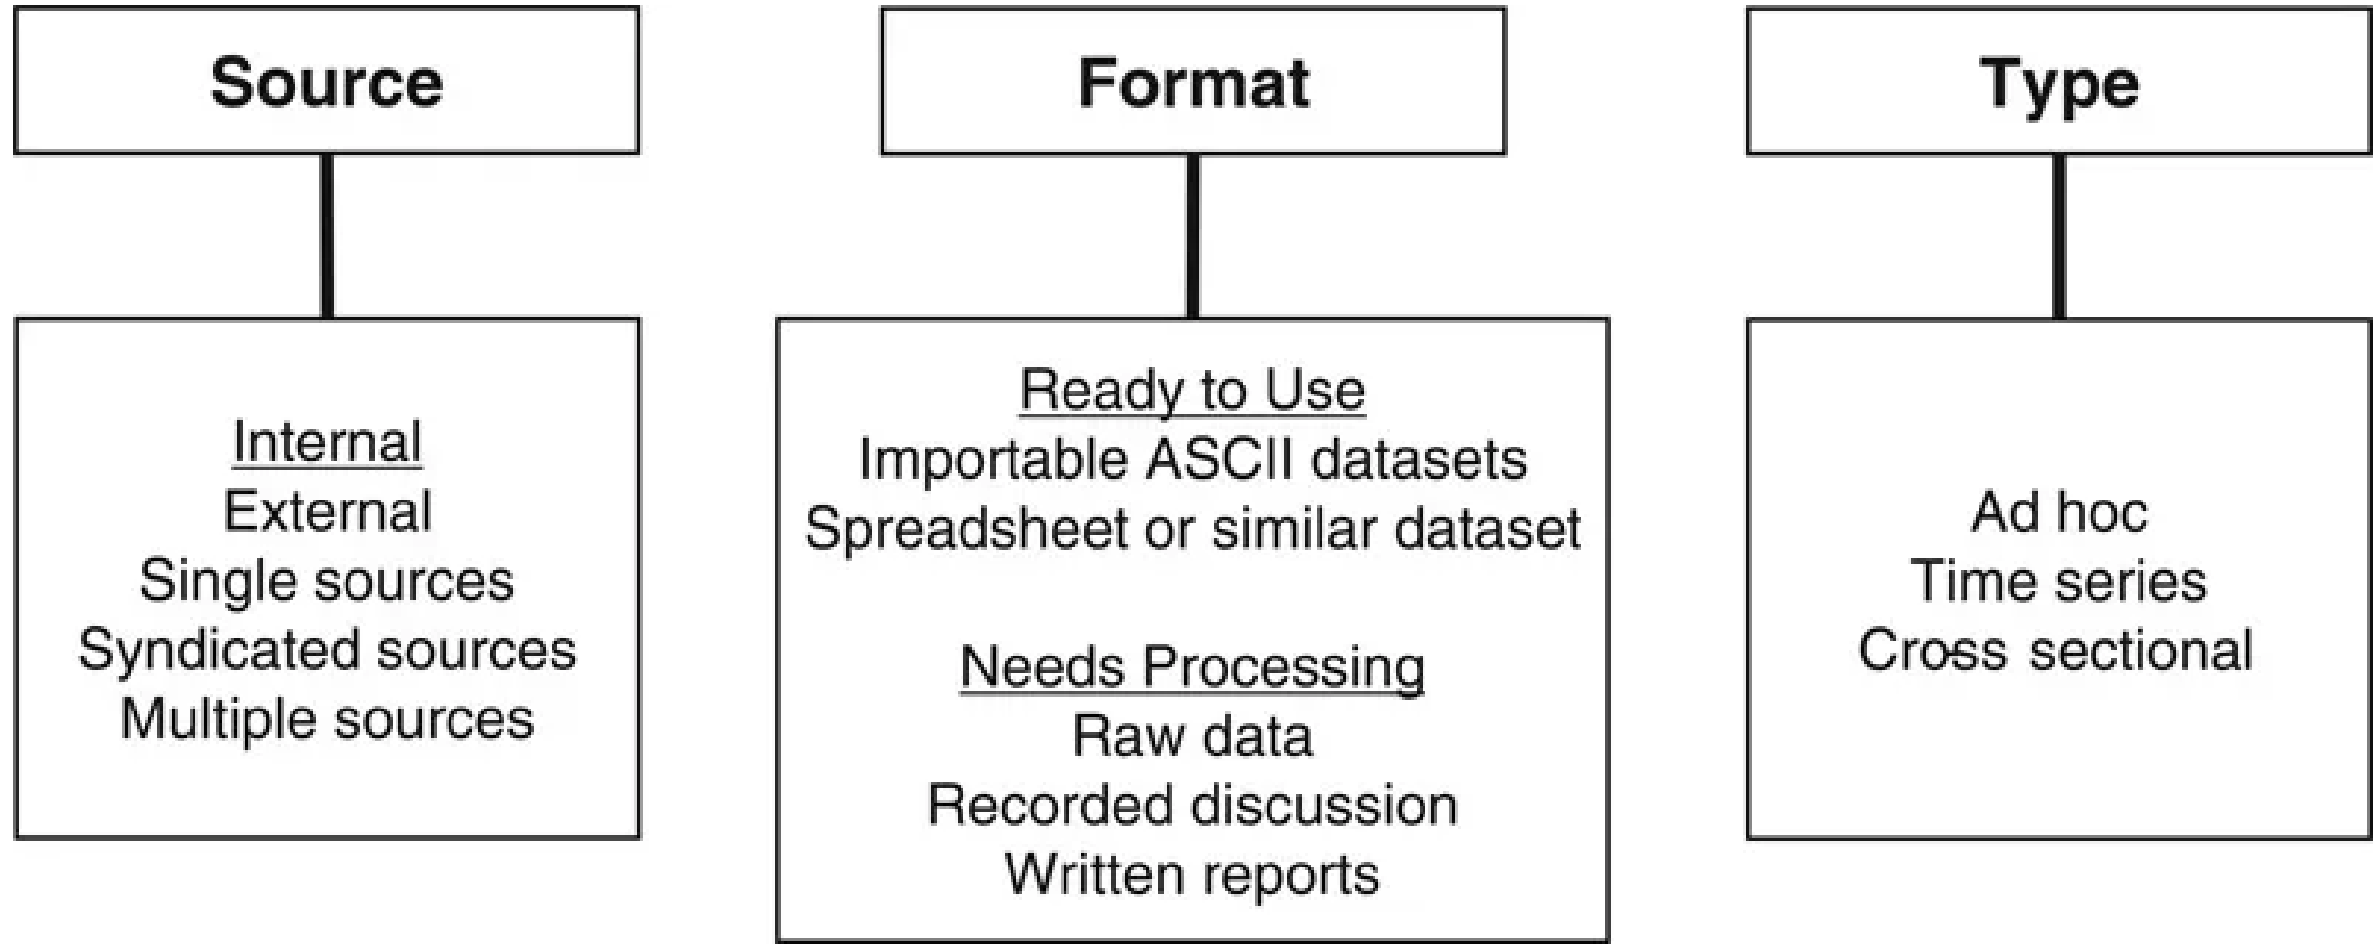 Source
Internal
External
Single sources
Syndicated sources
Multiple sources
Format
Ready to Use
Importable ASCII datasets
Spreadsheet or similar dataset
Needs Processing
Raw data
Recorded discussion
Written reports
Type
Ad hoc
Time series
Cross sectional